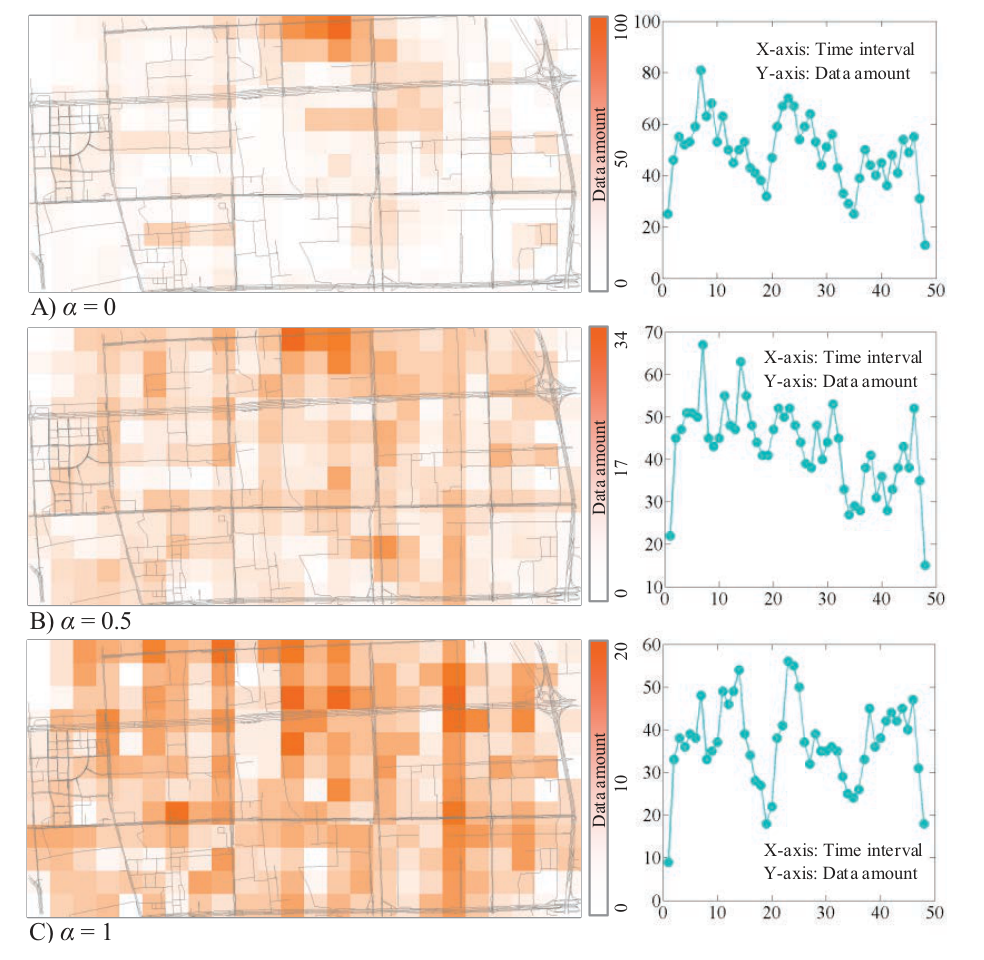 100
50
0
Data amount
100
80
60
40
20
0
X-axis: Time interval
Y-axis: Data amount
0 10 20 30 40 50
A) α = 0
34
17
0
Data amount
70
60
50
40
30
20
10
X-axis: Time interval
Y-axis: Data amount
0 10 20 30 40 50
B) α = 0.5
20
10
0
Data amount
60
50
40
30
20
10
0
X-axis: Time interval
Y-axis: Data amount
0 10 20 30 40 50
C) α = 1